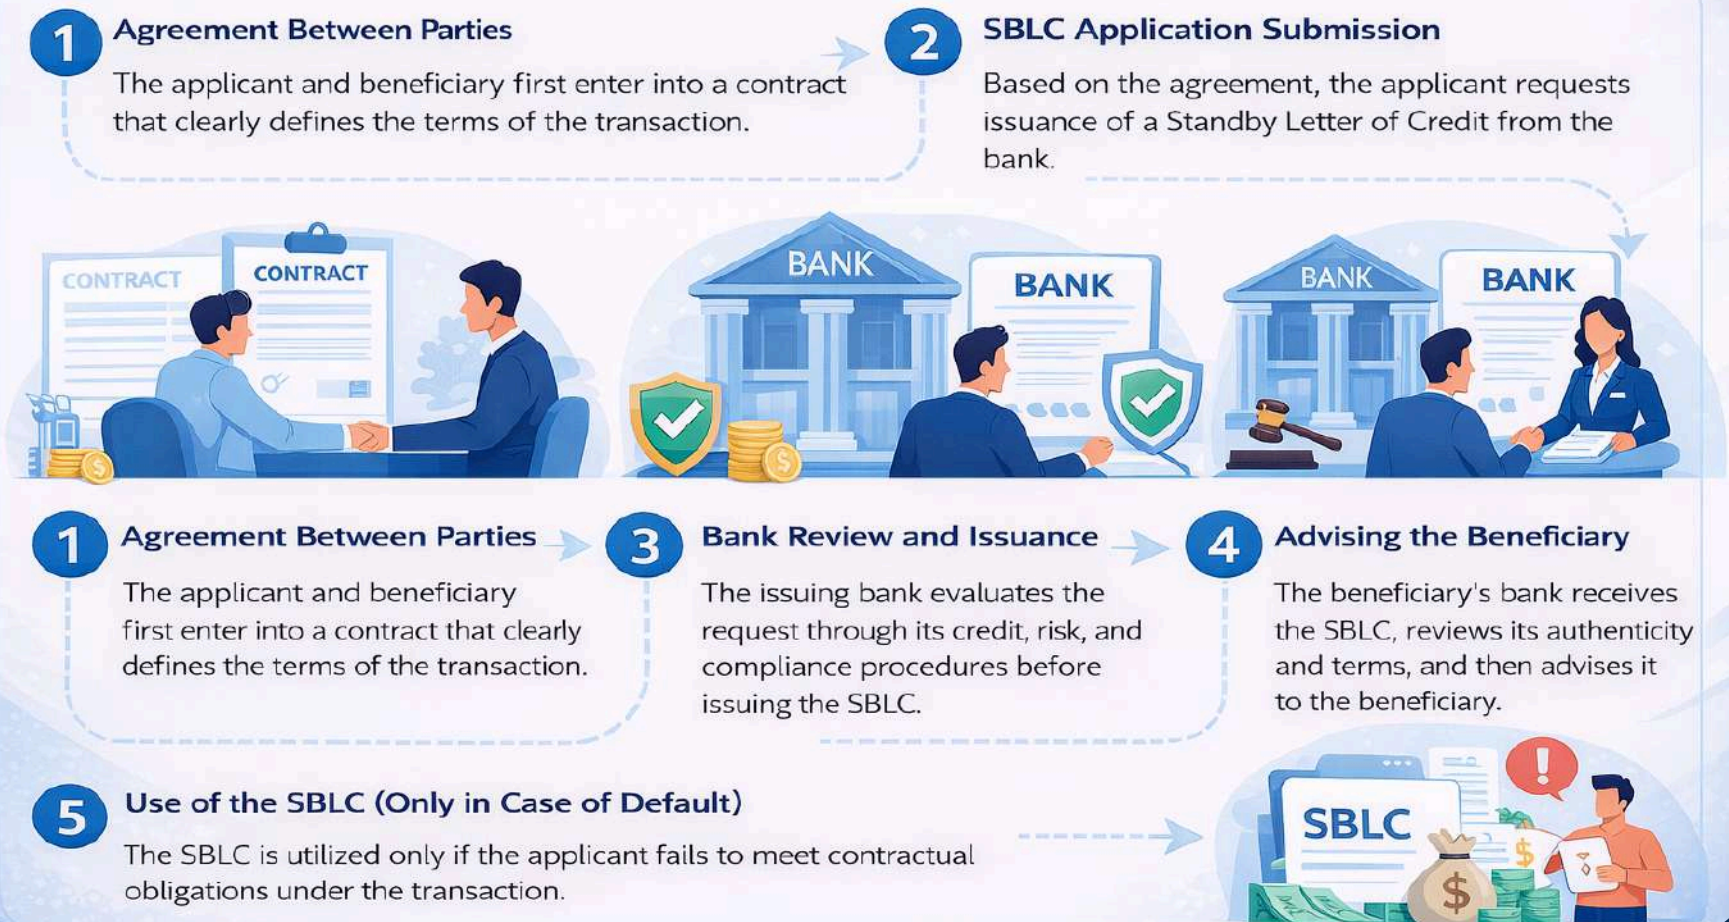 1 Agreement Between Parties
The applicant and beneficiary first enter into a contract
that clearly defines the terms of the transaction.
2 SBLC Application Submission
Based on the agreement, the applicant requests
issuance of a Standby Letter of Credit from the
bank.
CONTRACT
CONTRACT
BANK
BANK
BANK
BANK
1 Agreement Between Parties
The applicant and beneficiary
first enter into a contract that clearly
defines the terms of the transaction.
3 Bank Review and Issuance
The issuing bank evaluates the
request through its credit, risk, and
compliance procedures before
issuing the SBLC.
4 Advising the Beneficiary
The beneficiary's bank receives
the SBLC, reviews its authenticity
and terms, and then advises it
to the beneficiary.
5 Use of the SBLC (Only in Case of Default)
The SBLC is utilized only if the applicant fails to meet contractual
obligations under the transaction.
SBLC
!
$
$
$
$